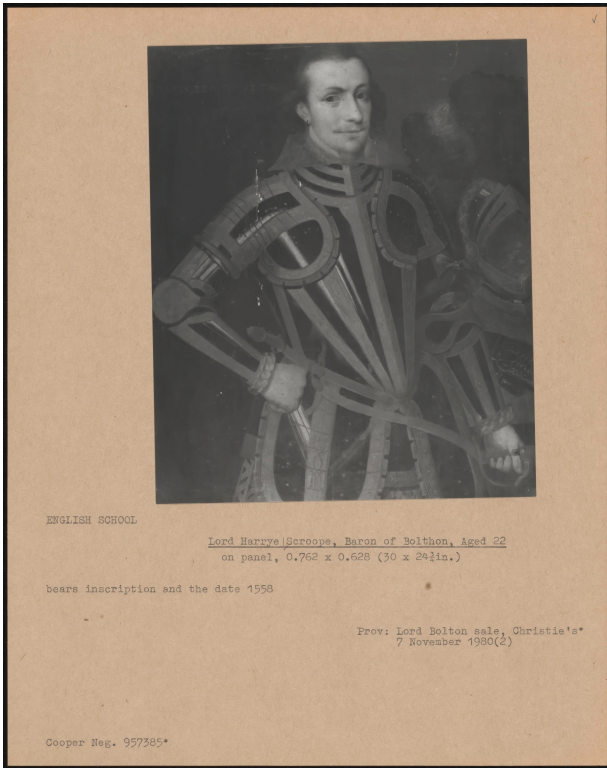 ENGLISH SCHOOL
Lord Harrye Scroope, Baron of Bolthon, Aged 22
on panel, 0.762 x 0.628 (30 x 24¾in.)
bears inscription and the date 1558
Prov: Lord Bolton sale, Christie's
7 November 1980(2)
Cooper Neg. 957385